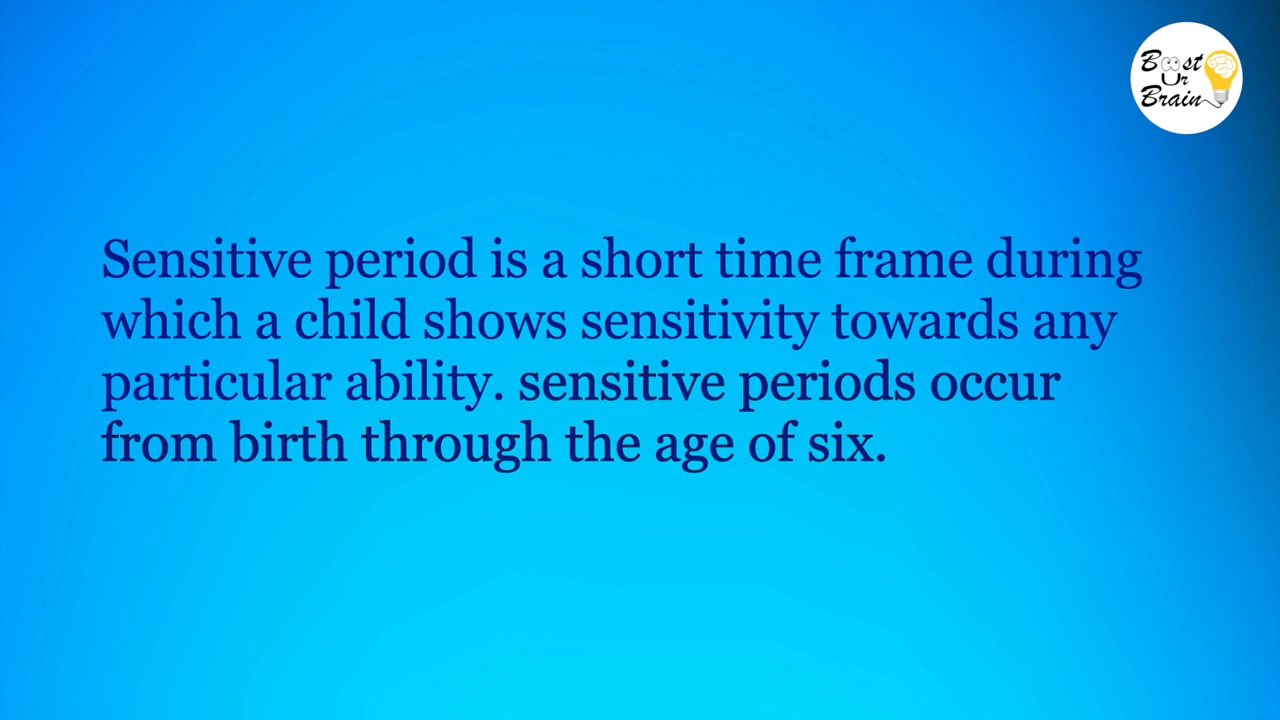 Boost
Ur
Brain
Sensitive period is a short time frame during
which a child shows sensitivity towards any
particular ability. sensitive periods occur
from birth through the age of six.